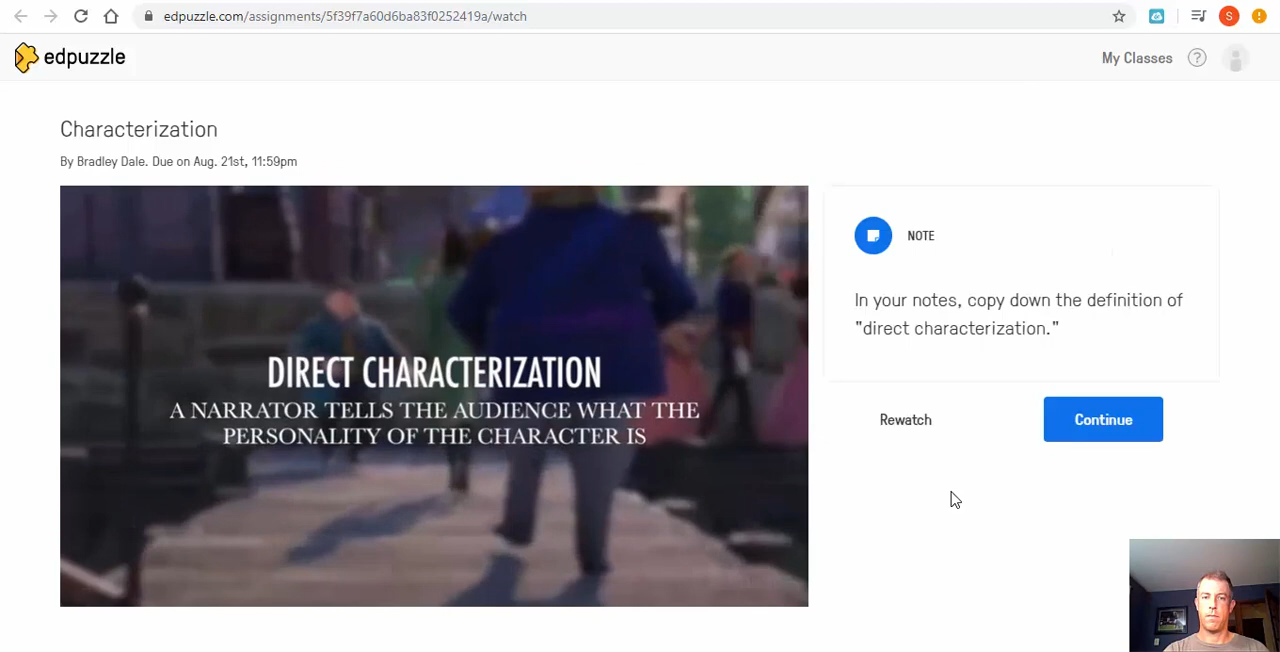 edpuzzle.com/assignments/5f39f7a60d6ba83f0252419a/watch
S
edpuzzle
My Classes
?
Characterization
By Bradley Dale. Due on Aug. 21st, 11:59pm
DIRECT CHARACTERIZATION
A NARRATOR TELLS THE AUDIENCE WHAT THE
PERSONALITY OF THE CHARACTER IS
NOTE
In your notes, copy down the definition of
"direct characterization."
Rewatch
Continue